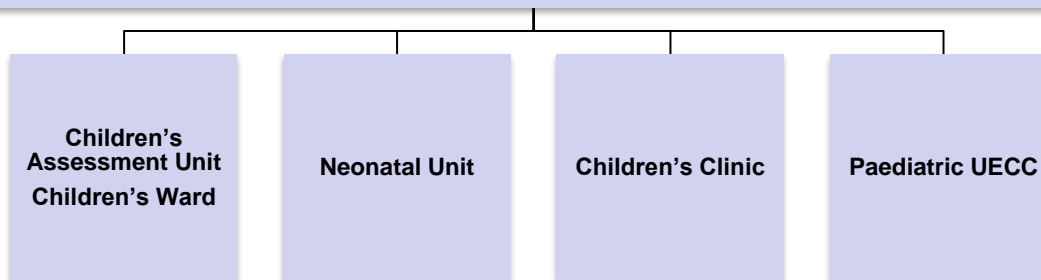 Children’s
Assessment Unit
Children’s Ward
Neonatal Unit
Children’s Clinic
Paediatric UECC